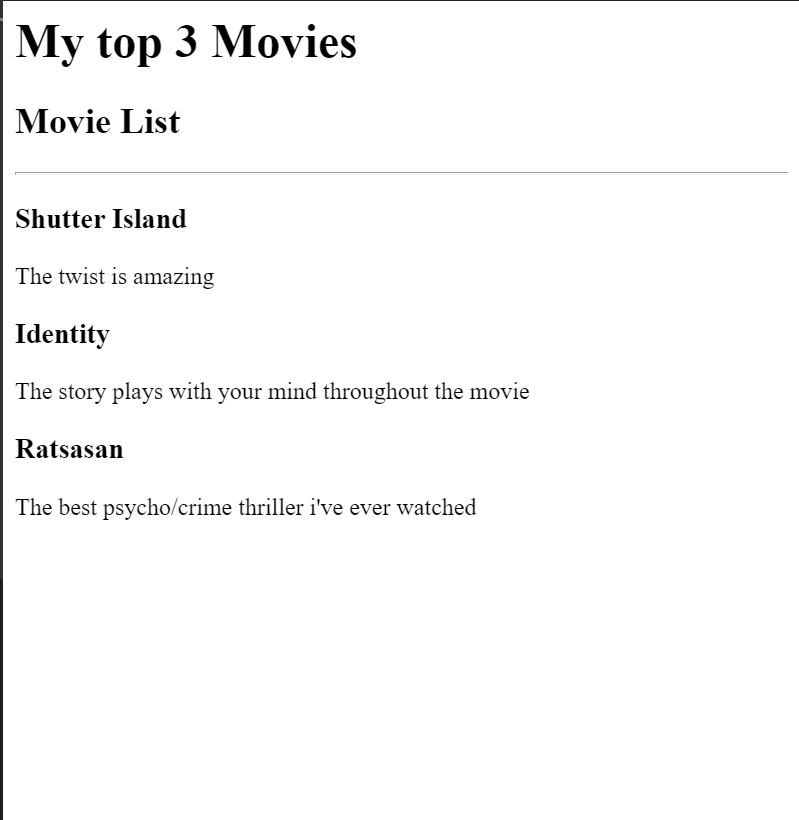 My top 3 Movies
Movie List
Shutter Island
The twist is amazing
Identity
The story plays with your mind throughout the movie
Ratsasan
The best psycho/crime thriller i've ever watched